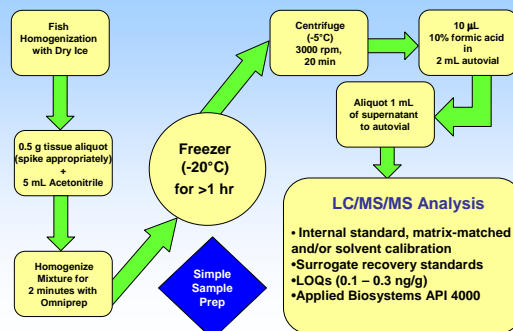 Fish
Homogenization
with Dry Ice
0.5 g tissue aliquot
(spike appropriately)
+
5 mL Acetonitrile
Homogenize
Mixture for
2 minutes with
Omniprep
Freezer
(-20°C)
for >1 hr
Simple
Sample
Prep
Centrifuge
(-5°C)
3000 rpm,
20 min
10 µL
10% formic acid
in
2 mL autovial
Aliquot 1 mL
of supernatant
to autovial
LC/MS/MS Analysis
• Internal standard, matrix-matched
and/or solvent calibration
•Surrogate recovery standards
• LOQs (0.1 – 0.3 ng/g)
• Applied Biosystems API 4000